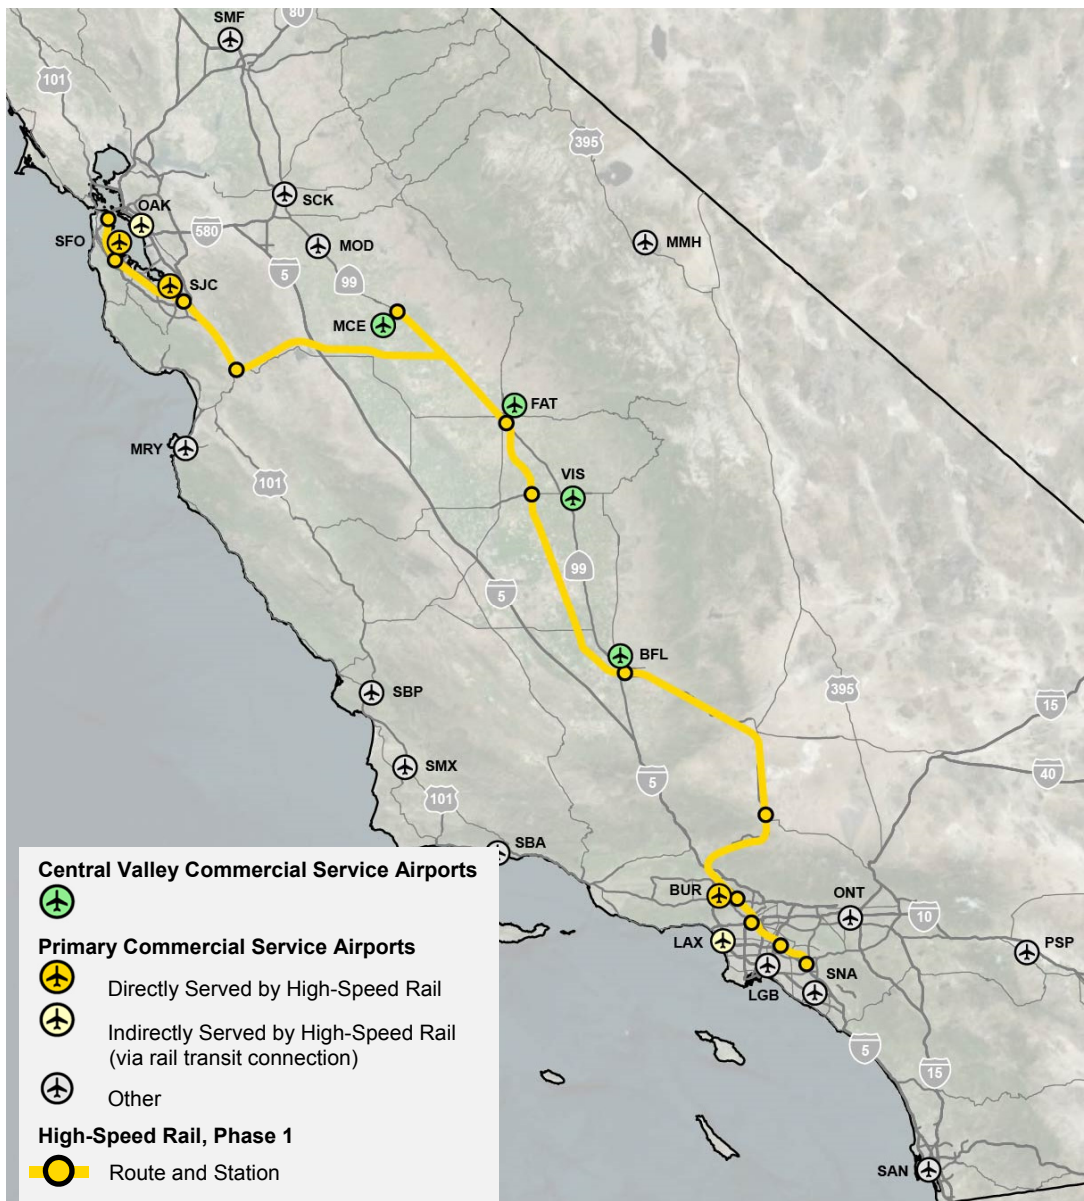 SMF
80
101
395
OAK
SCK
SFO
580
MOD
MMH
5
SJC
99
MCE
FAT
MRY
VIS
101
99
5
BFL
SBP
395
15
SMX
5
40
101
SBA
BUR
ONT
10
LAX
PSP
SNA
LGB
5
15
SAN
Central Valley Commercial Service Airports
Primary Commercial Service Airports
Directly Served by High-Speed Rail
Indirectly Served by High-Speed Rail
(via rail transit connection)
Other
High-Speed Rail, Phase 1
Route and Station